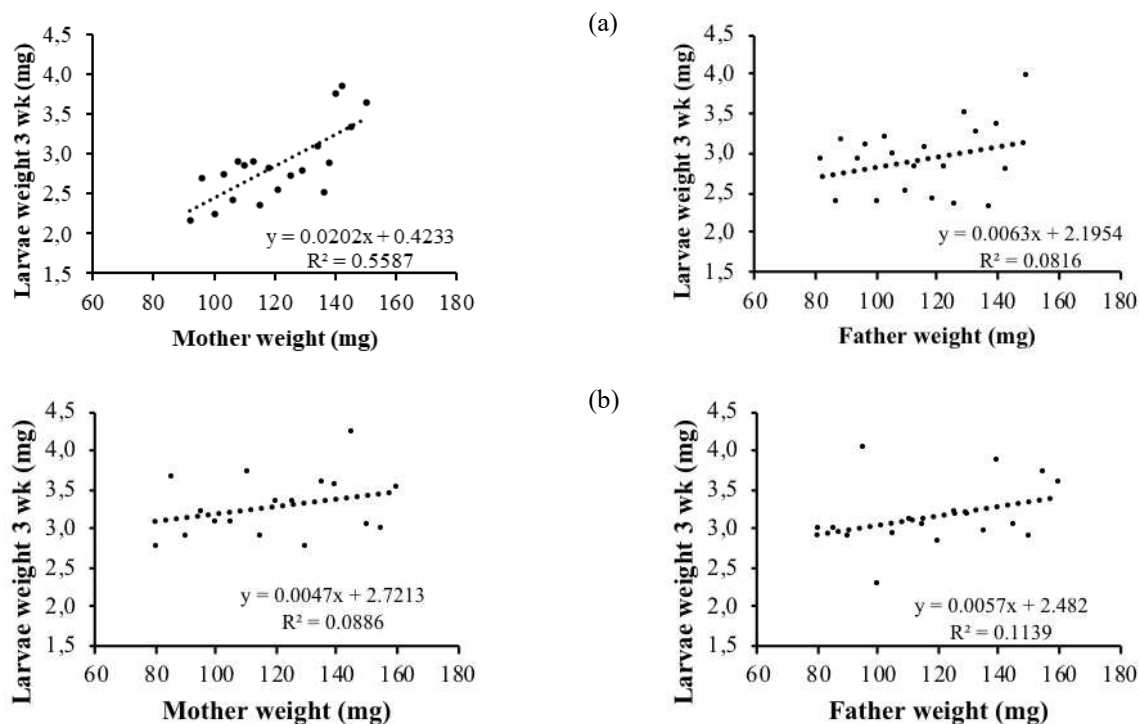 (a)
Larvae weight 3 wk (mg)
4,5
4,0
3,5
3,0
2,5
2,0
1,5
y = 0.0202x + 0.4233
R² = 0.5587
60 80 100 120 140 160 180
Mother weight (mg)
Larvae weight 3 wk (mg)
4,5
4,0
3,5
3,0
2,5
2,0
1,5
y = 0.0063x + 2.1954
R² = 0.0816
60 80 100 120 140 160 180
Father weight (mg)
(b)
Larvae weight 3 wk (mg)
4,5
4,0
3,5
3,0
2,5
2,0
1,5
y = 0.0047x + 2.7213
R² = 0.0886
60 80 100 120 140 160 180
Mother weight (mg)
Larvae weight 3 wk (mg)
4,5
4,0
3,5
3,0
2,5
2,0
1,5
y = 0.0057x + 2.482
R² = 0.1139
60 80 100 120 140 160 180
Father weight (mg)